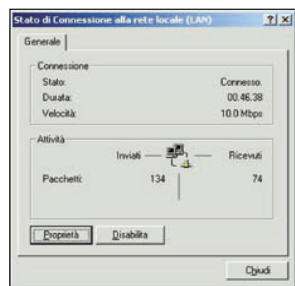 Stato di Connessione alla rete locale (LAN)
Generale
Connessione
Stato: Connesso.
Durata: 00.46.38
Velocità: 10.0 Mbps
Attività
Inviati — — Ricevuti
Pacchetti: 134 74
Proprietà Disabilita
Chiudi